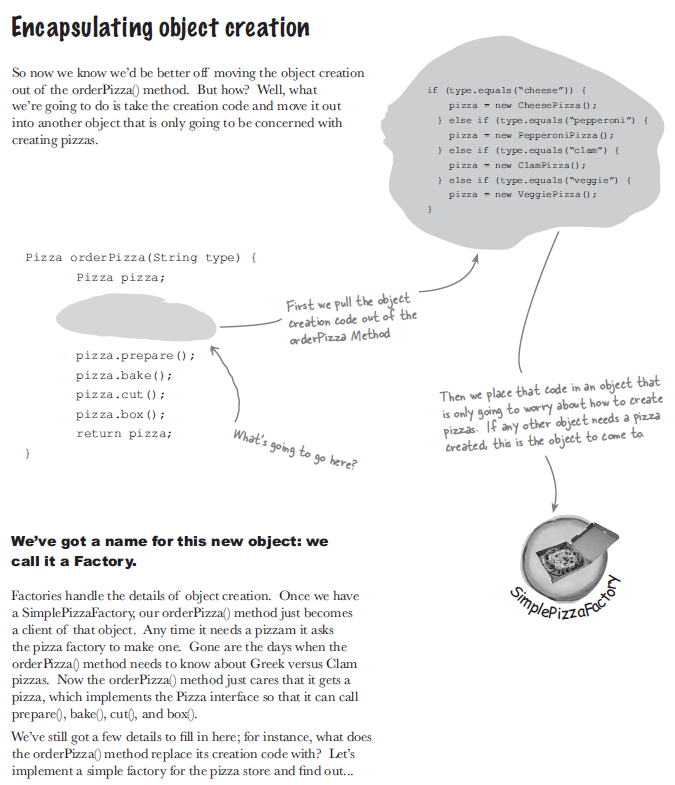 Encapsulating object creation
So now we know we'd be better off moving the object creation
out of the orderPizza() method.  But how?  Well, what
we're going to do is take the creation code and move it out
into another object that is only going to be concerned with
creating pizzas.
if (type.equals("cheese")) {
pizza = new CheesePizza();
} else if (type.equals("pepperoni") {
pizza = new PepperoniPizza();
} else if (type.equals("clam") {
pizza = new ClamPizza();
} else if (type.equals("veggie") {
pizza = new VeggiePizza();
}
Pizza orderPizza(String type) {
Pizza pizza;
pizza.prepare();
pizza.bake();
pizza.cut();
pizza.box();
return pizza;
}
First we pull the object
creation code out of the
orderPizza Method
What's going to go here?
Then we place that code in an object that
is only going to worry about how to create
pizzas.  If any other object needs a pizza
created, this is the object to come to.
SimplePizzaFactory
We've got a name for this new object: we
call it a Factory.
Factories handle the details of object creation.  Once we have
a SimplePizzaFactory, our orderPizza() method just becomes
a client of that object.  Any time it needs a pizzam it asks
the pizza factory to make one.  Gone are the days when the
orderPizza() method needs to know about Greek versus Clam
pizzas.  Now the orderPizza() method just cares that it gets a
pizza, which implements the Pizza interface so that it can call
prepare(), bake(), cut(), and box().
We've still got a few details to fill in here; for instance, what does
the orderPizza() method replace its creation code with?  Let's
implement a simple factory for the pizza store and find out...